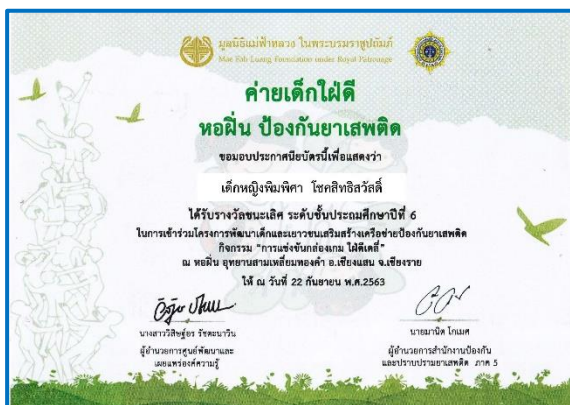 มูลนิธิแม่ฟ้าหลวง ในพระบรมราชูปถัมภ์
Mae Fah Luang Foundation under Royal Patronage
ค่ายเด็กใฝ่ดี
หอฝิ่น ป้องกันยาเสพติด
ขอมอบประกาศนียบัตรนี้เพื่อแสดงว่า
เด็กหญิงพิมพิศา โชคสิทธิสวัสดิ์
ได้รับรางวัลชนะเลิศ ระดับชั้นประถมศึกษาปีที่ 6
ในการเข้าร่วมโครงการพัฒนาเด็กและเยาวชนเสริมสร้างเครือข่ายป้องกันยาเสพติด
กิจกรรม “การแข่งขันกล่องเกม ใฝ่ดีเดลี่”
ณ หอฝิ่น อุทยานสามเหลี่ยมทองคำ อ.เชียงแสน จ.เชียงราย
ให้ ณ วันที่ 22 กันยายน พ.ศ.2563
นางสาววิสิษฐ์อร รัชตะนาวิน
ผู้อำนวยการศูนย์พัฒนาและ
เผยแพร่องค์ความรู้
นายมานิต โกเมศ
ผู้อำนวยการสำนักงานป้องกัน
และปราบปรามยาเสพติด ภาค 5